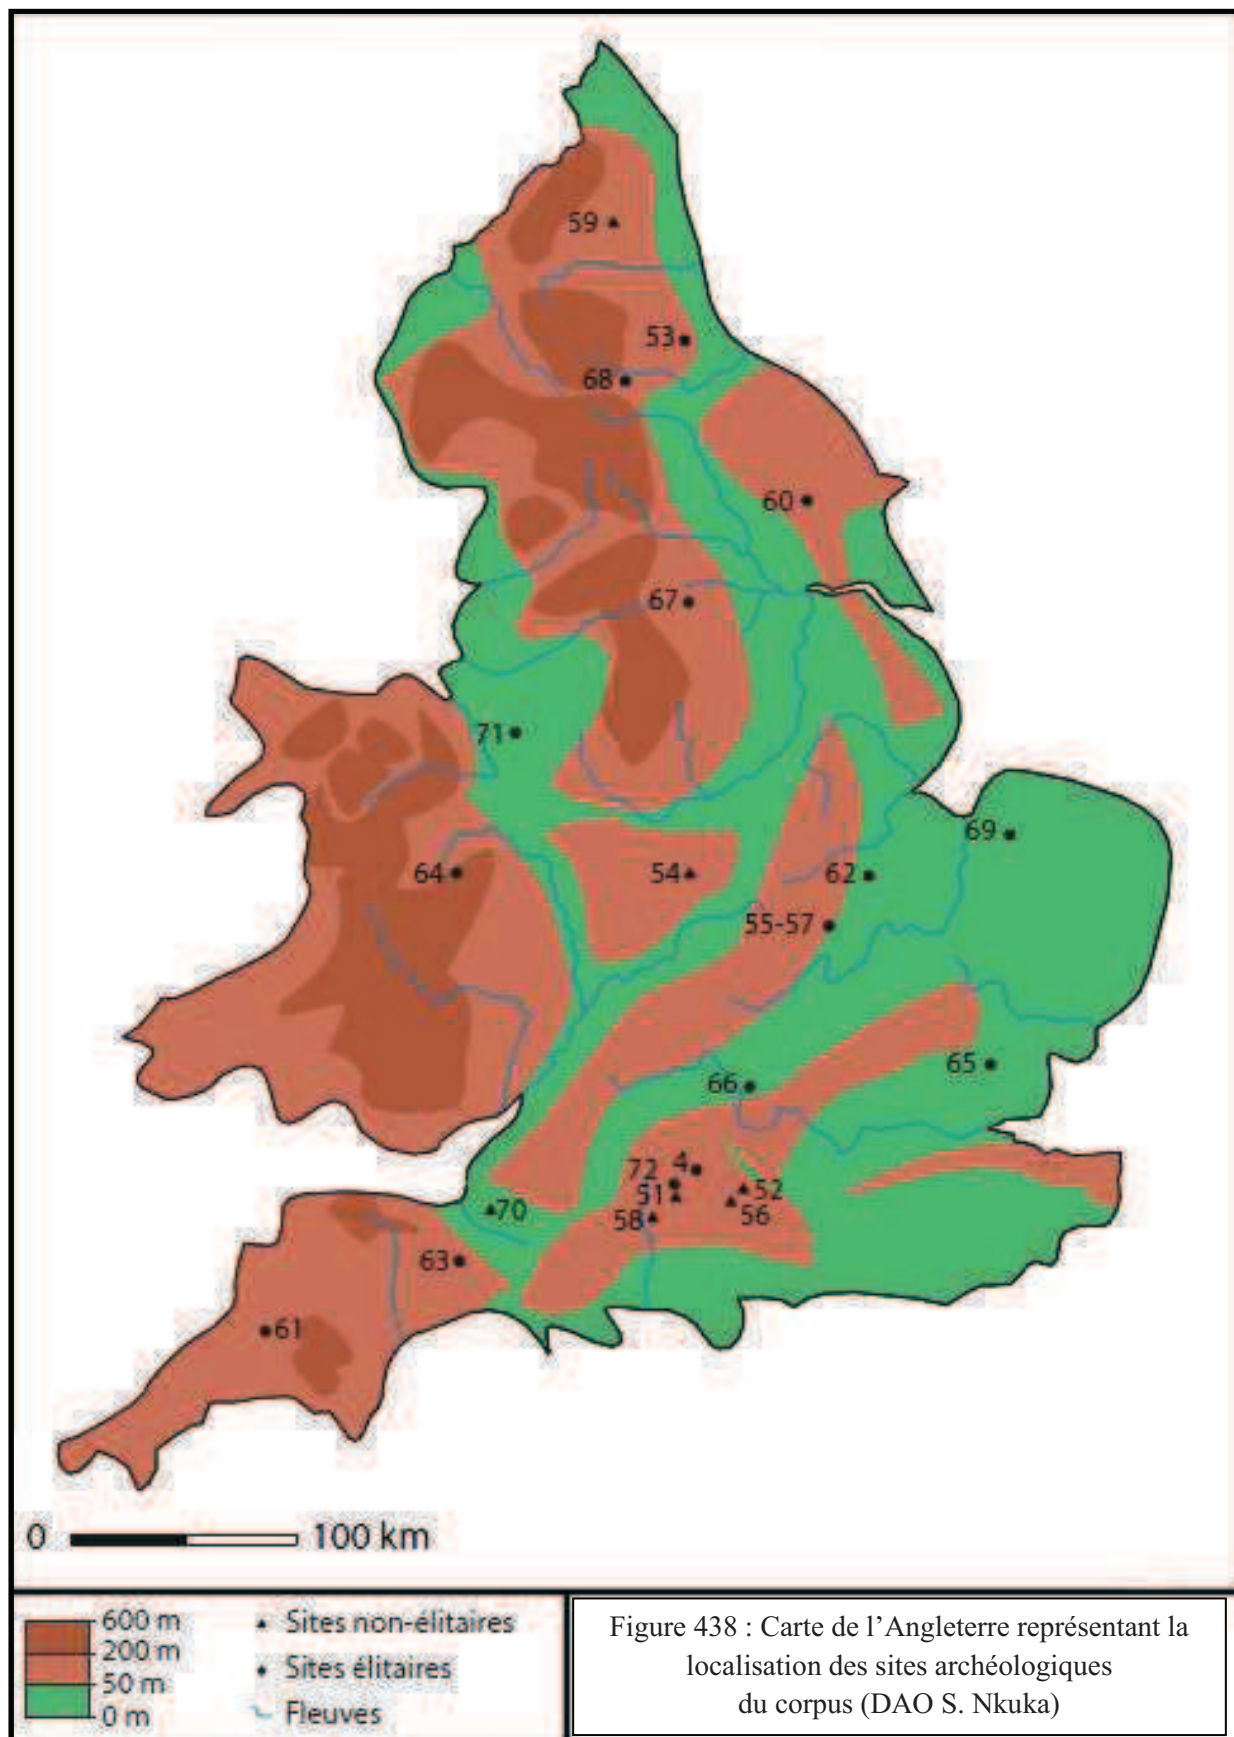 59
53
68
60
67
71
69
64
54
62
55-57
65
66
4
72
51
52
56
58
70
63
61
0 100 km
600 m
200 m
50 m
0 m
Sites non-élitaires
Sites élitaires
Fleuves
Figure 438 : Carte de l’Angleterre représentant la
localisation des sites archéologiques
du corpus (DAO S. Nkuka)